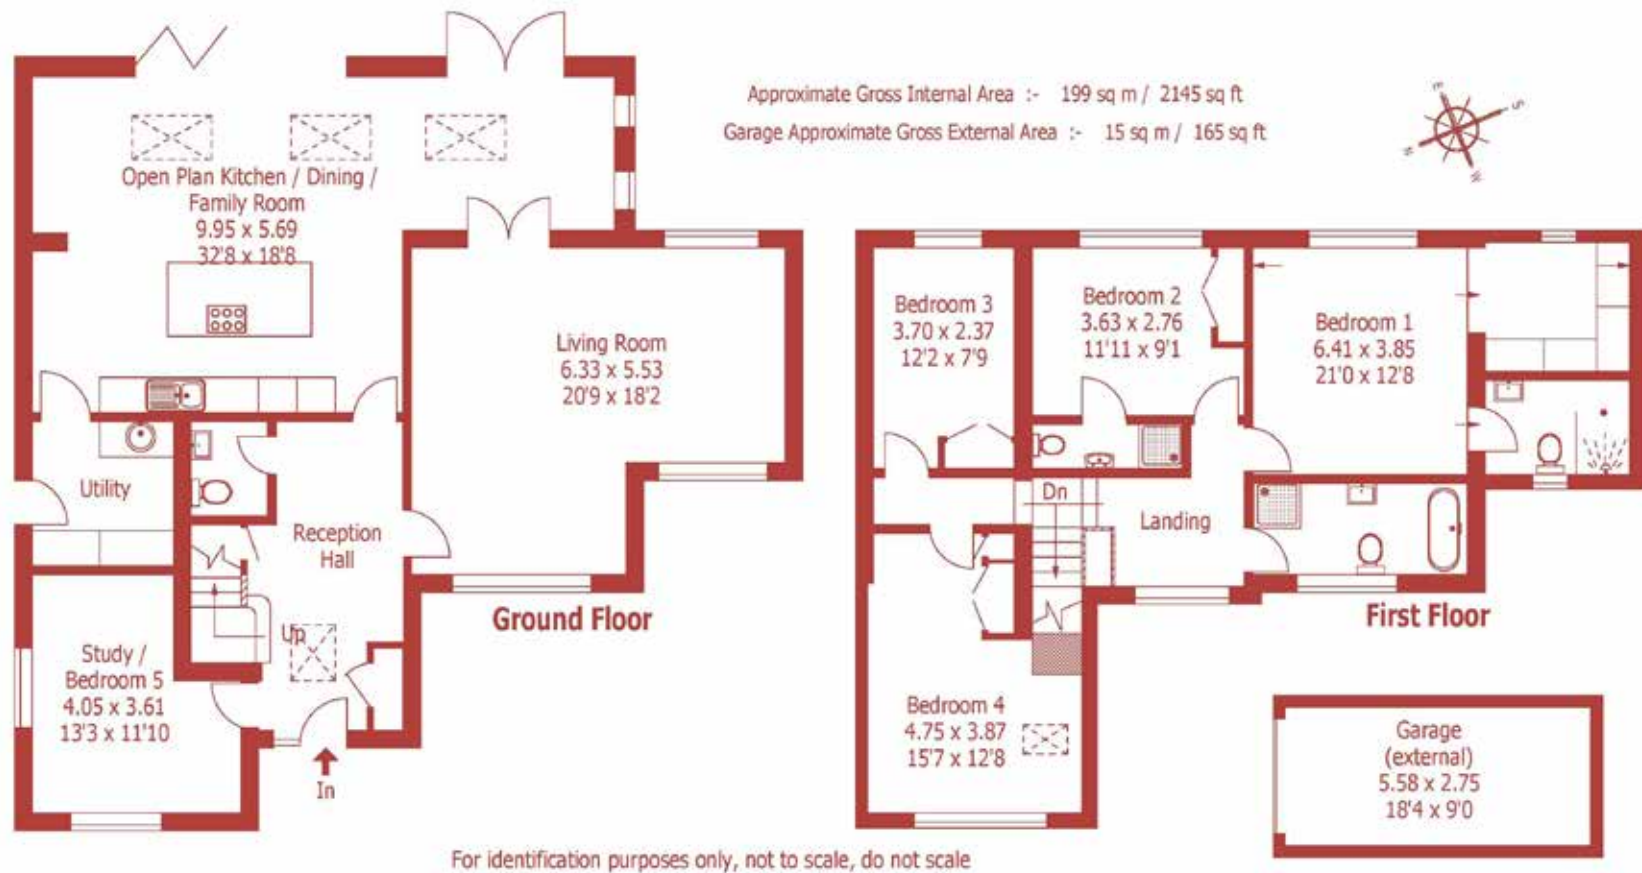 Approximate Gross Internal Area :- 199 sq m / 2145 sq ft
Garage Approximate Gross External Area :- 15 sq m / 165 sq ft
E
S
N
W
Open Plan Kitchen / Dining /
Family Room
9.95 x 5.69
32'8 x 18'8
Living Room
6.33 x 5.53
20'9 x 18'2
Utility
Reception
Hall
Up
Study /
Bedroom 5
4.05 x 3.61
13'3 x 11'10
In
Ground Floor
Bedroom 3
3.70 x 2.37
12'2 x 7'9
Bedroom 2
3.63 x 2.76
11'11 x 9'1
Bedroom 1
6.41 x 3.85
21'0 x 12'8
Dn
Landing
Bedroom 4
4.75 x 3.87
15'7 x 12'8
First Floor
Garage
(external)
5.58 x 2.75
18'4 x 9'0
For identification purposes only, not to scale, do not scale